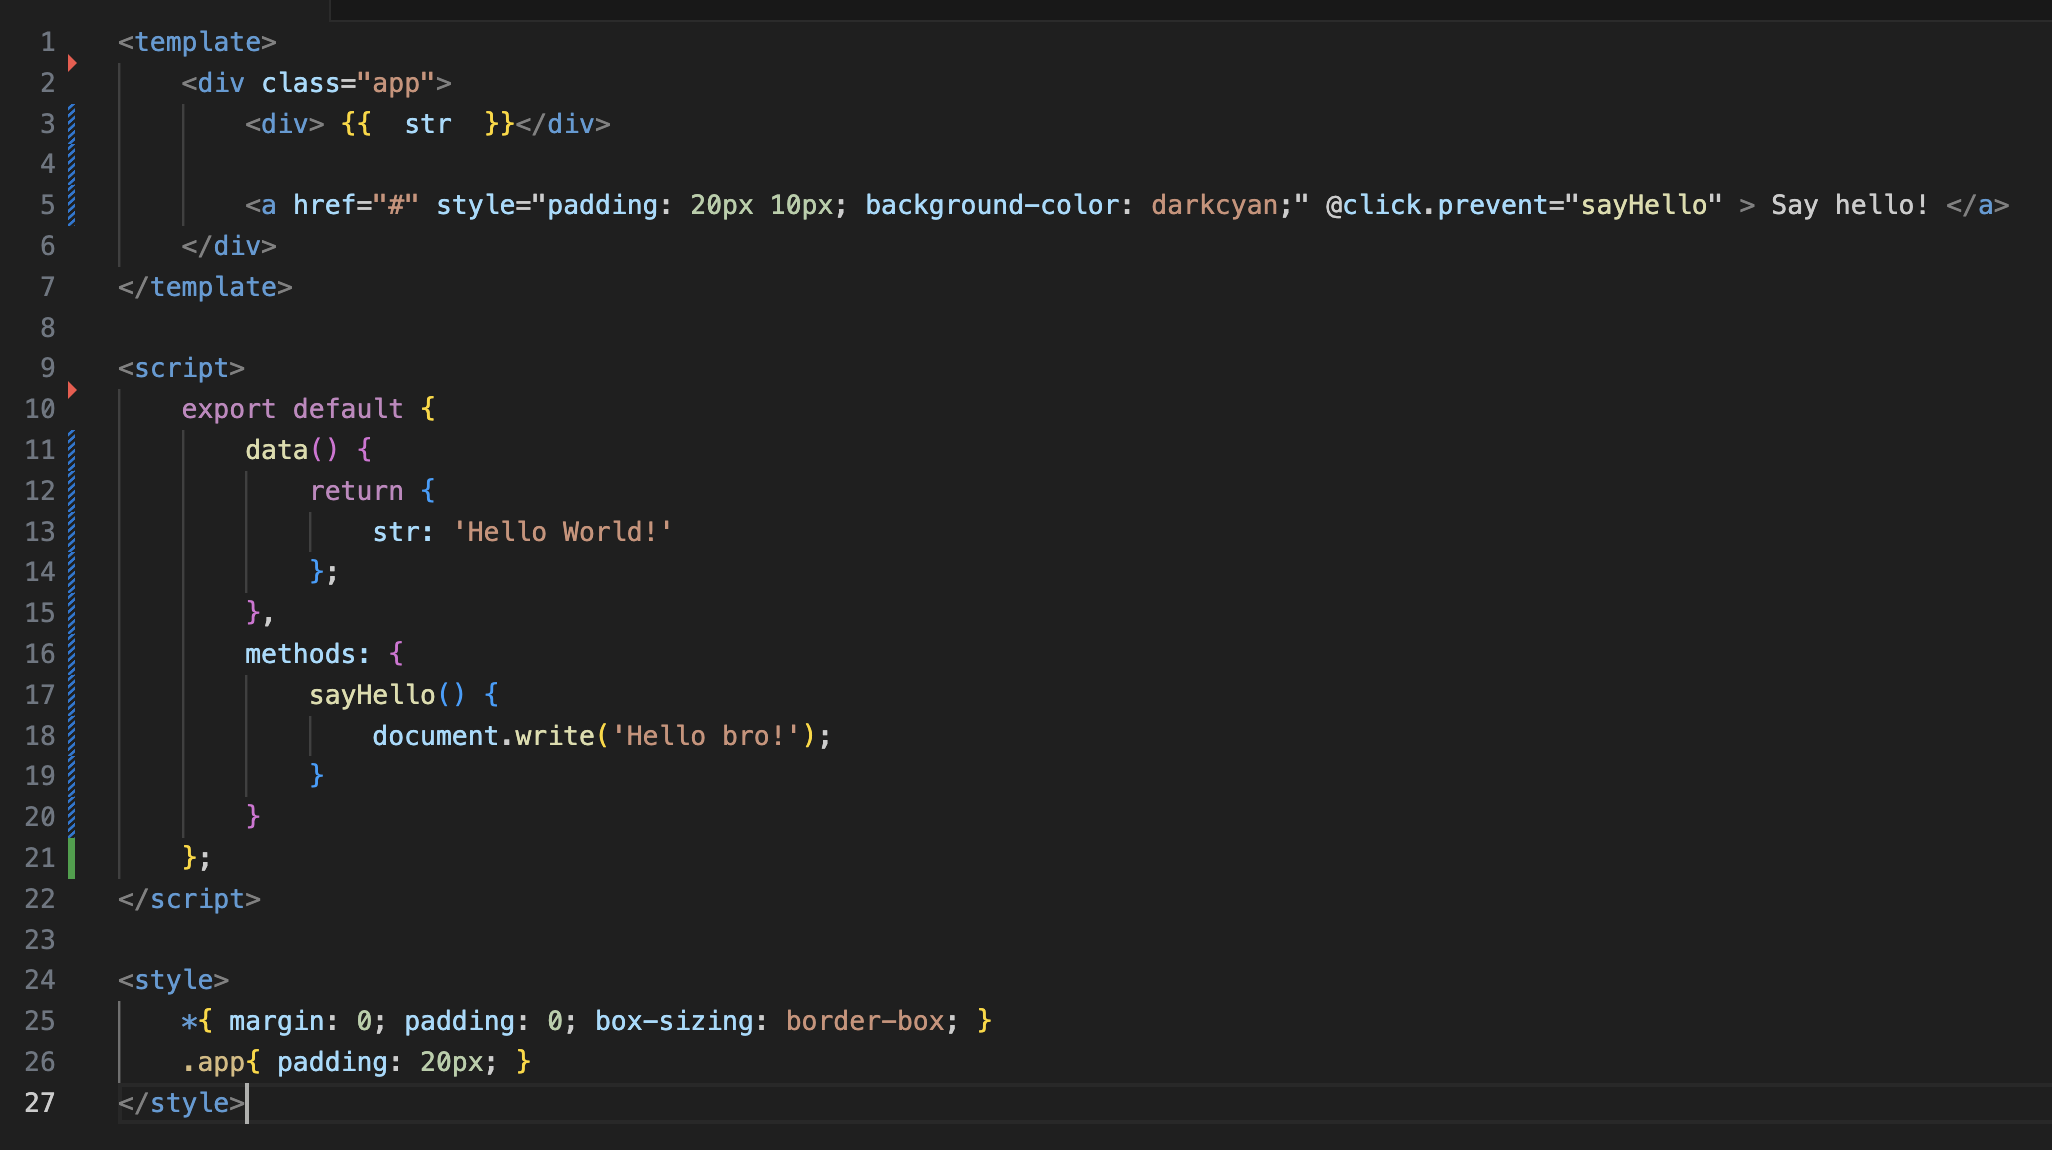 1 <template>
2 <div class="app">
3 <div> {{  str  }}</div>
4
5 <a href="#" style="padding: 20px 10px; background-color: darkcyan;" @click.prevent="sayHello" > Say hello! </a>
6 </div>
7 </template>
8
9 <script>
10 export default {
11 data() {
12 return {
13 str: 'Hello World!'
14 };
15 },
16 methods: {
17 sayHello() {
18 document.write('Hello bro!');
19 }
20 }
21 };
22 </script>
23
24 <style>
25 *{ margin: 0; padding: 0; box-sizing: border-box; }
26 .app{ padding: 20px; }
27 </style>